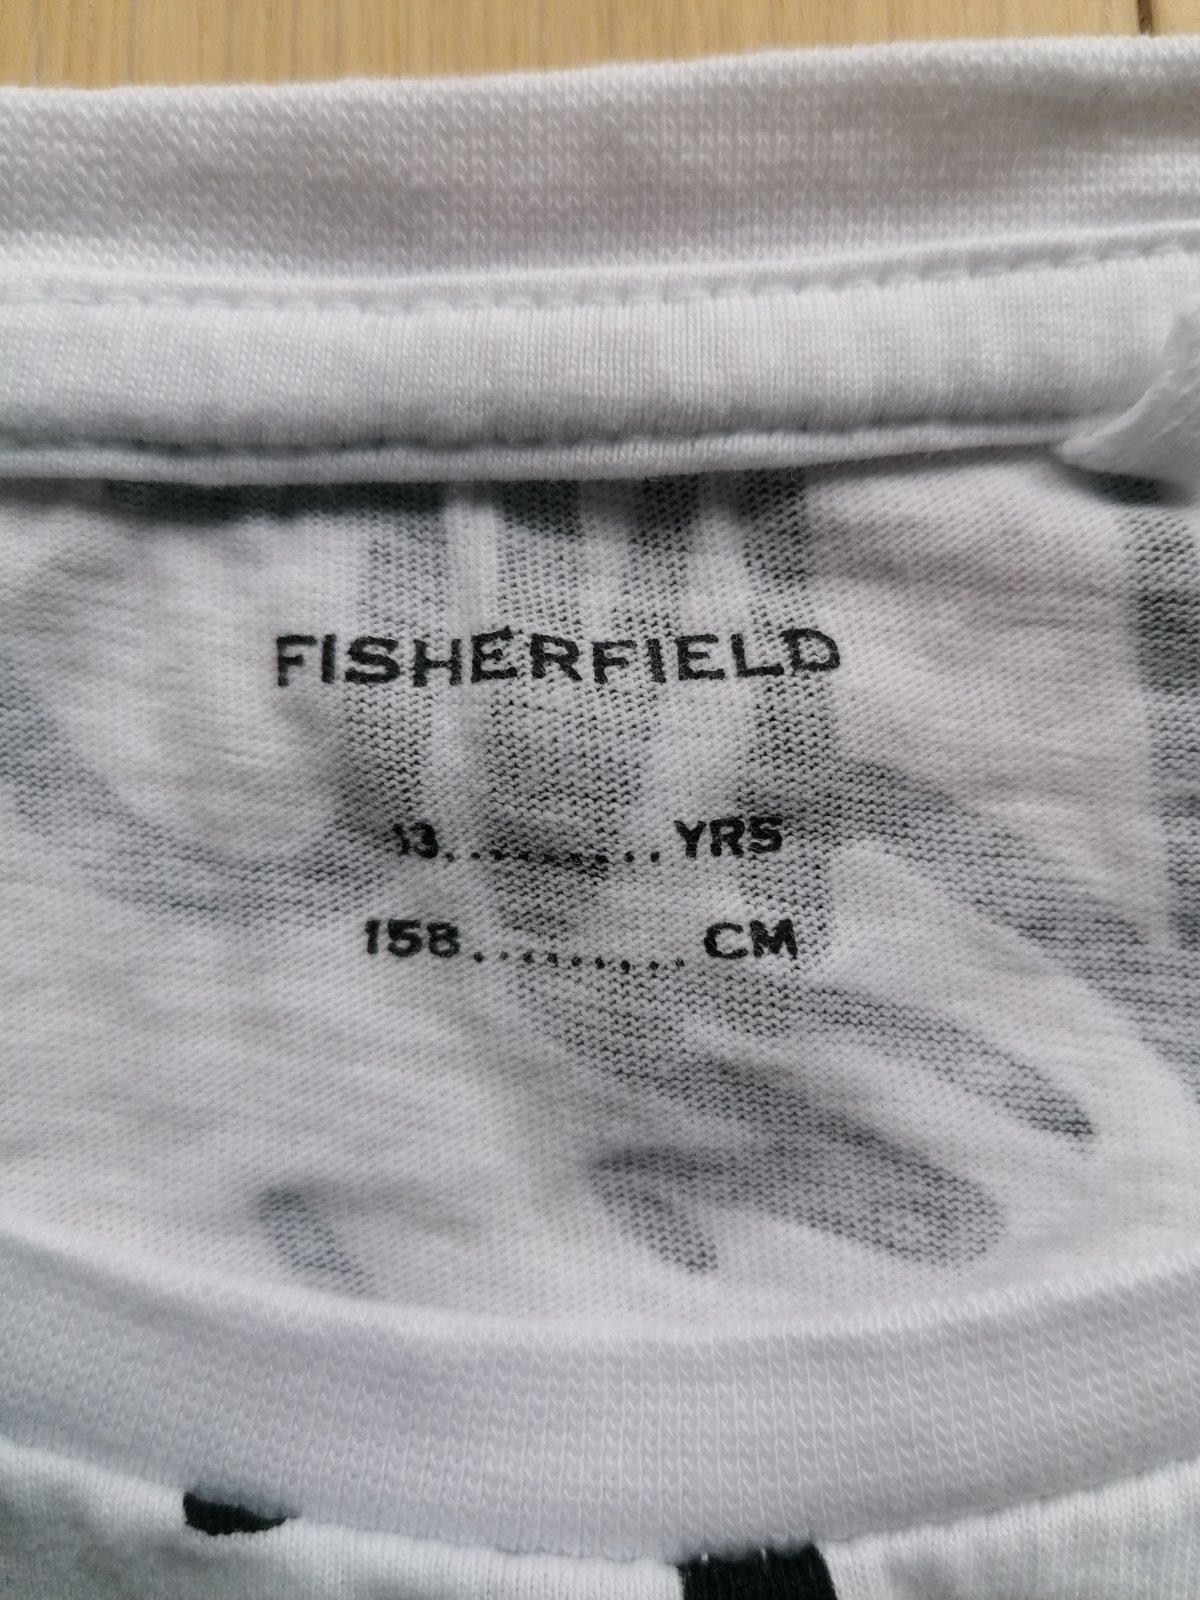 FISHERFIELD
13..........YRS
158..........CM